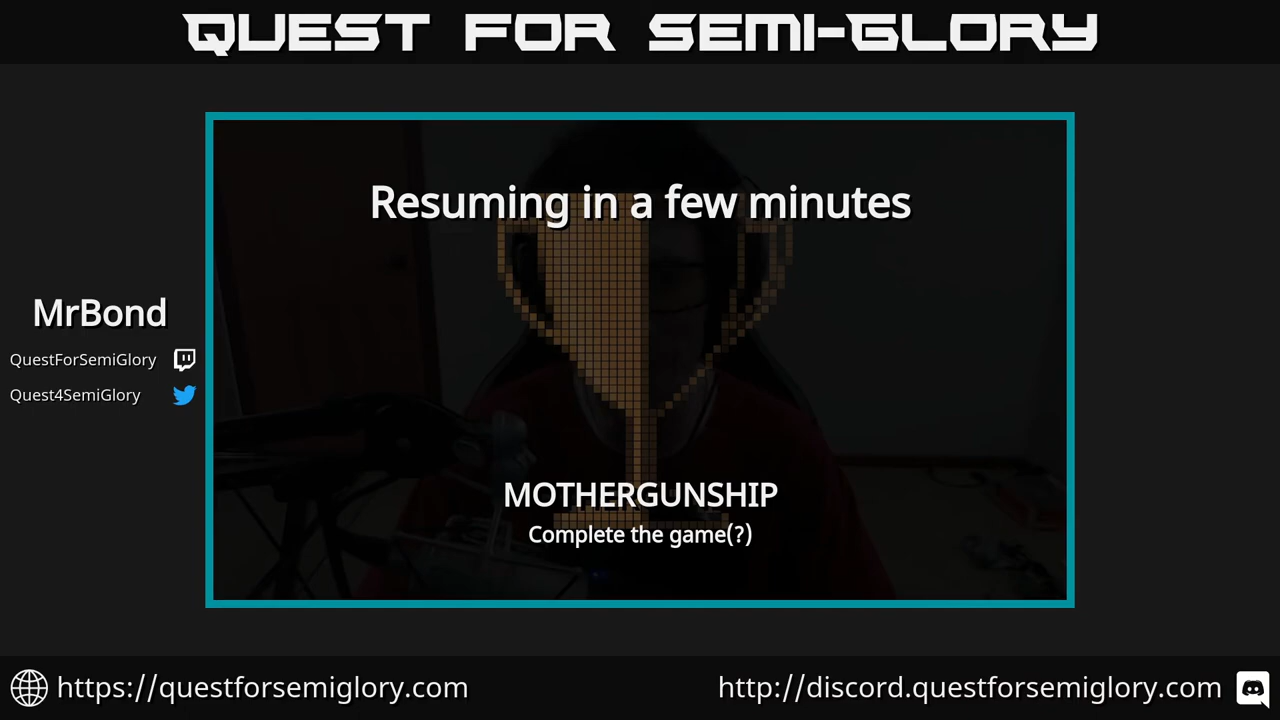 QUEST FOR SEMI-GLORY
Resuming in a few minutes
MrBond
QuestForSemiGlory
Quest4SemiGlory
MOTHERGUNSHIP
Complete the game(?)
https://questforsemiglory.com
http://discord.questforsemiglory.com